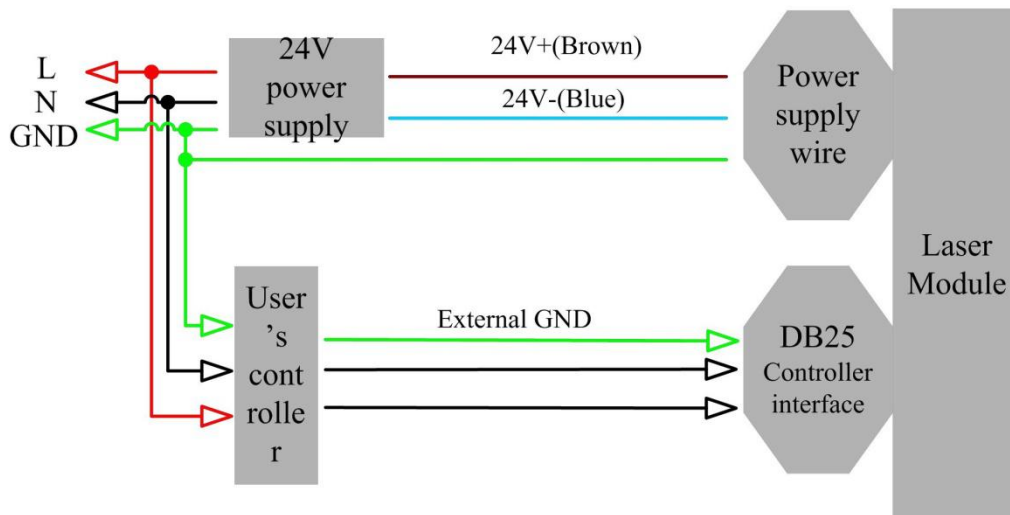 L
N
GND
24V
power
supply
24V+(Brown)
24V-(Blue)
Power
supply
wire
Laser
Module
User
’s
cont
rolle
r
External GND
DB25
Controller
interface